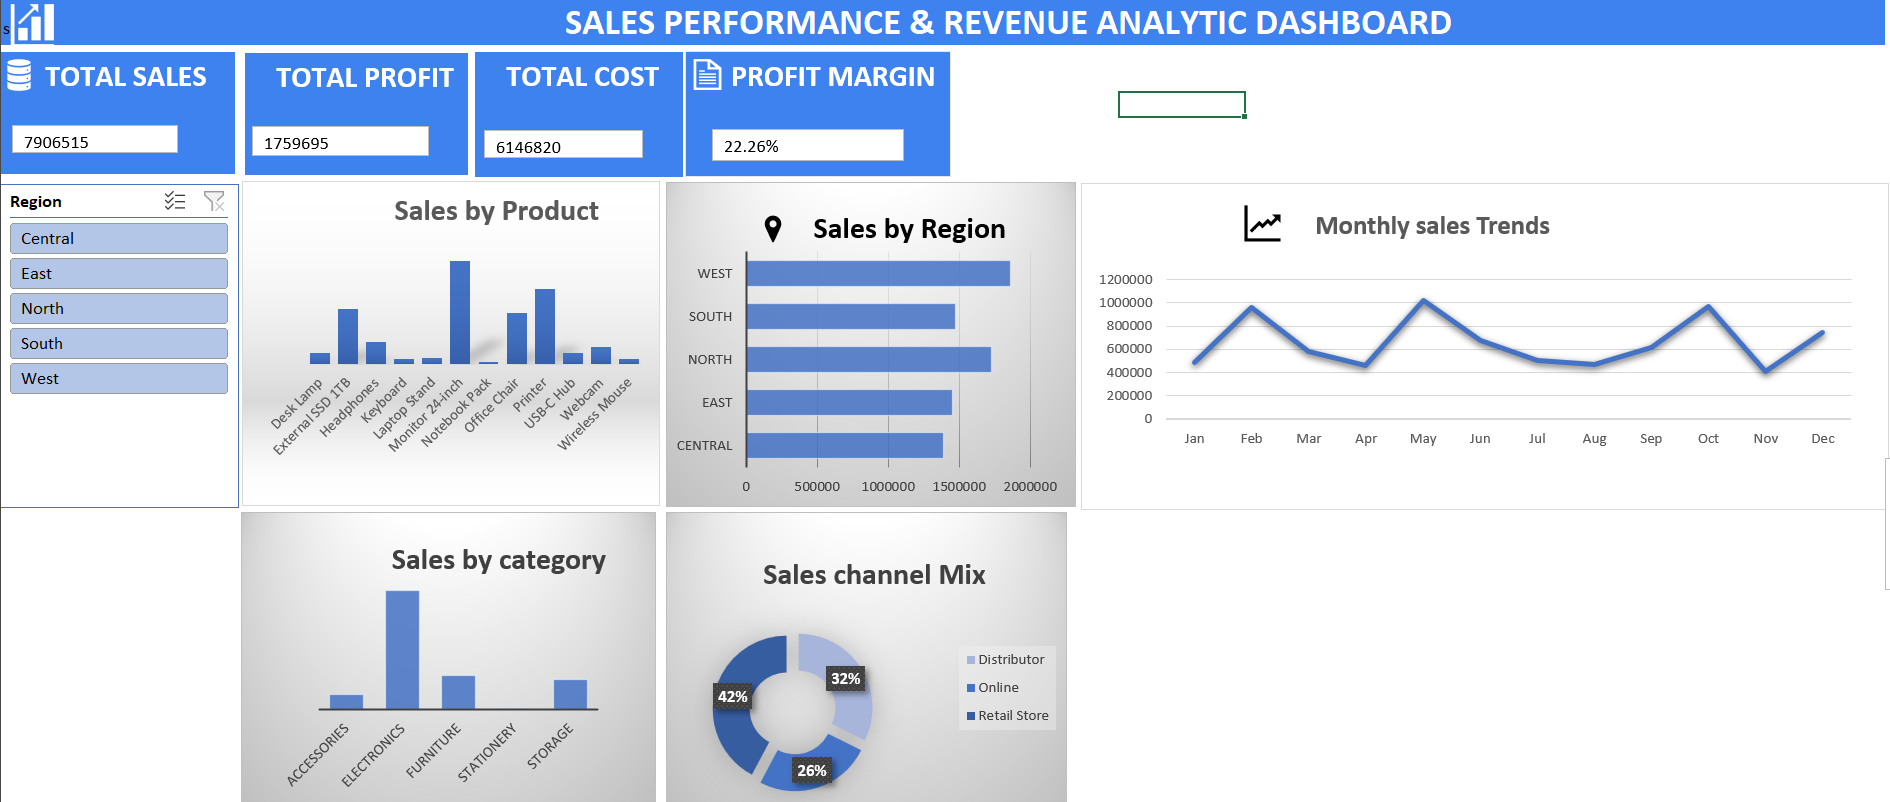 s
SALES PERFORMANCE & REVENUE ANALYTIC DASHBOARD
TOTAL SALES
7906515
TOTAL PROFIT
1759695
TOTAL COST
6146820
PROFIT MARGIN
22.26%
Region
Central
East
North
South
West
Sales by Product
Desk Lamp
External SSD 1TB
Headphones
Keyboard
Laptop Stand
Monitor 24-inch
Notebook Pack
Office Chair
Printer
USB-C Hub
Webcam
Wireless Mouse
Sales by Region
WEST
SOUTH
NORTH
EAST
CENTRAL
0 500000 1000000 1500000 2000000
Monthly sales Trends
1200000
1000000
800000
600000
400000
200000
0
Jan Feb Mar Apr May Jun Jul Aug Sep Oct Nov Dec
Sales by category
ACCESSORIES
ELECTRONICS
FURNITURE
STATIONERY
STORAGE
Sales channel Mix
32%
42%
26%
Distributor
Online
Retail Store